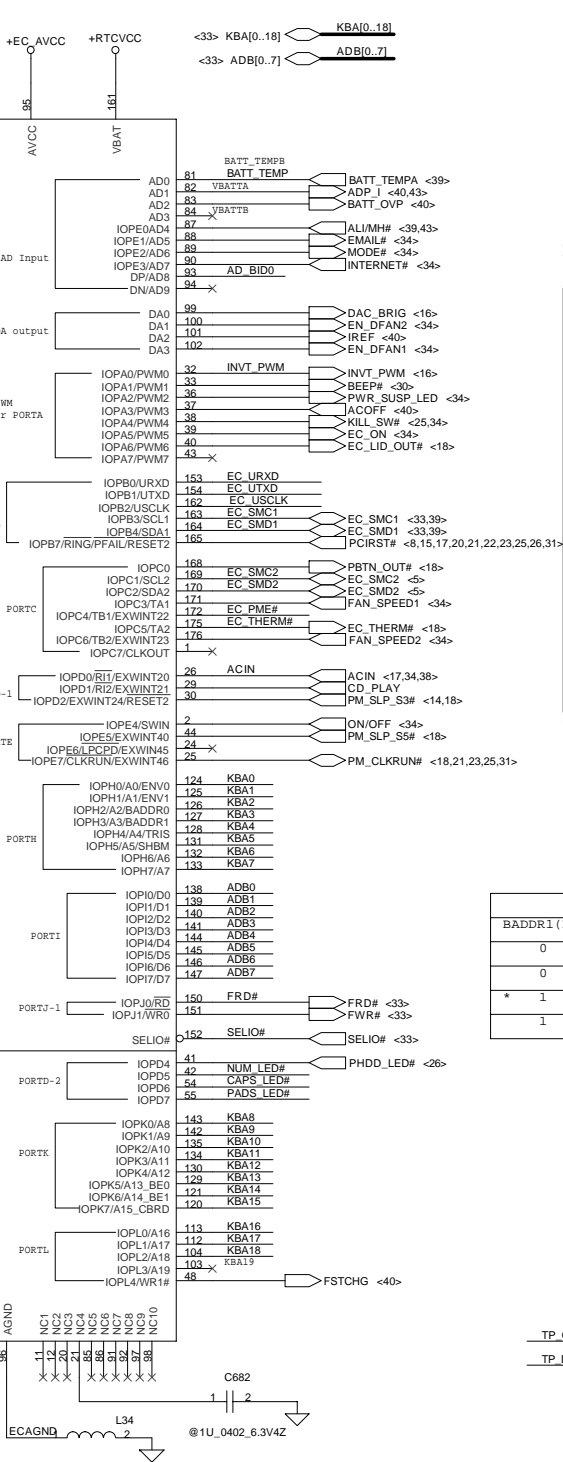 +EC_AVCC
+RTCVCC
<33> KBA[0..18]
KBA[0..18]
<33> ADB[0..7]
ADB[0..7]
95
161
AVCC
VBAT
BATT_TEMPB
AD0 81 BATT_TEMP BATT_TEMPA <39>
AD1 82 VBATTA ADP_I <40,43>
AD2 83 BATT_OVP <40>
AD3 84 VBATTB
IOPE0AD4 87 ALI/MH# <39,43>
AD Input
IOPE1/AD5 88 EMAIL# <34>
IOPE2/AD6 89 MODE# <34>
IOPE3/AD7 90 INTERNET# <34>
DP/AD8 93 AD_BID0
DN/AD9 94
DA0 99 DAC_BRIG <16>
DA1 100 EN_DFAN2 <34>
A output
DA2 101 IREF <40>
DA3 102 EN_DFAN1 <34>
IOPA0/PWM0 32 INVT_PWM INVT_PWM <16>
IOPA1/PWM1 33 BEEP# <30>
IOPA2/PWM2 36 PWR_SUSP_LED <34>
WM
r PORTA
IOPA3/PWM3 37 ACOFF <40>
IOPA4/PWM4 38 KILL_SW# <25,34>
IOPA5/PWM5 39 EC_ON <34>
IOPA6/PWM6 40 EC_LID_OUT# <18>
IOPA7/PWM7 43
IOPB0/URXD 153 EC_URXD
IOPB1/UTXD 154 EC_UTXD
IOPB2/USCLK 162 EC_USCLK
IOPB3/SCL1 163 EC_SMC1 EC_SMC1 <33,39>
IOPB4/SDA1 164 EC_SMD1 EC_SMD1 <33,39>
IOPB7/RING/PFAIL/RESET2 165 PCIRST# <8,15,17,20,21,22,23,25,26,31>
IOPC0 168 PBTN_OUT# <18>
IOPC1/SCL2 169 EC_SMC2 EC_SMC2 <5>
IOPC2/SDA2 170 EC_SMD2 EC_SMD2 <5>
PORTC
IOPC3/TA1 171 FAN_SPEED1 <34>
IOPC4/TB1/EXWINT22 172 EC_PME#
IOPC5/TA2 175 EC_THERM# EC_THERM# <18>
IOPC6/TB2/EXWINT23 176 FAN_SPEED2 <34>
IOPC7/CLKOUT 1
IOPD0/RI1/EXWINT20 26 ACIN ACIN <17,34,38>
-1
IOPD1/RI2/EXWINT21 29 CD_PLAY
IOPD2/EXWINT24/RESET2 30 PM_SLP_S3# <14,18>
IOPE4/SWIN 2 ON/OFF <34>
TE
IOPE5/EXWINT40 44 PM_SLP_S5# <18>
IOPE6/LPCPD/EXWIN45 24
IOPE7/CLKRUN/EXWINT46 25 PM_CLKRUN# <18,21,23,25,31>
IOPH0/A0/ENV0 124 KBA0
IOPH1/A1/ENV1 125 KBA1
IOPH2/A2/BADDR0 126 KBA2
IOPH3/A3/BADDR1 127 KBA3
PORTH
IOPH4/A4/TRIS 128 KBA4
IOPH5/A5/SHBM 131 KBA5
IOPH6/A6 132 KBA6
IOPH7/A7 133 KBA7
IOPI0/D0 138 ADB0
IOPI1/D1 139 ADB1
IOPI2/D2 140 ADB2
IOPI3/D3 141 ADB3
PORTI
IOPI4/D4 144 ADB4
IOPI5/D5 145 ADB5
IOPI6/D6 146 ADB6
IOPI7/D7 147 ADB7
BADDR1(
0
0
* 1
1
PORTJ-1
IOPJ0/RD 150 FRD# FRD# <33>
IOPJ1/WR0 151 FWR# <33>
SELIO# 152 SELIO# SELIO# <33>
IOPD4 41 PHDD_LED# <26>
PORTD-2
IOPD5 42 NUM_LED#
IOPD6 54 CAPS_LED#
IOPD7 55 PADS_LED#
IOPK0/A8 143 KBA8
IOPK1/A9 142 KBA9
IOPK2/A10 135 KBA10
PORTK
IOPK3/A11 134 KBA11
IOPK4/A12 130 KBA12
IOPK5/A13_BE0 129 KBA13
IOPK6/A14_BE1 121 KBA14
IOPK7/A15_CBRD 120 KBA15
IOPL0/A16 113 KBA16
IOPL1/A17 112 KBA17
PORTL
IOPL2/A18 104 KBA18
IOPL3/A19 103 KBA19
IOPL4/WR1# 48 FSTCHG <40>
AGND NC1 NC2 NC3 NC4 NC5 NC6 NC7 NC8 NC9 NC10
96 11 12 20 21 85 86 91 92 97 98
TP_
TP_
C682
1 2
@1U_0402_6.3V4Z
L34
ECAGND 1 2